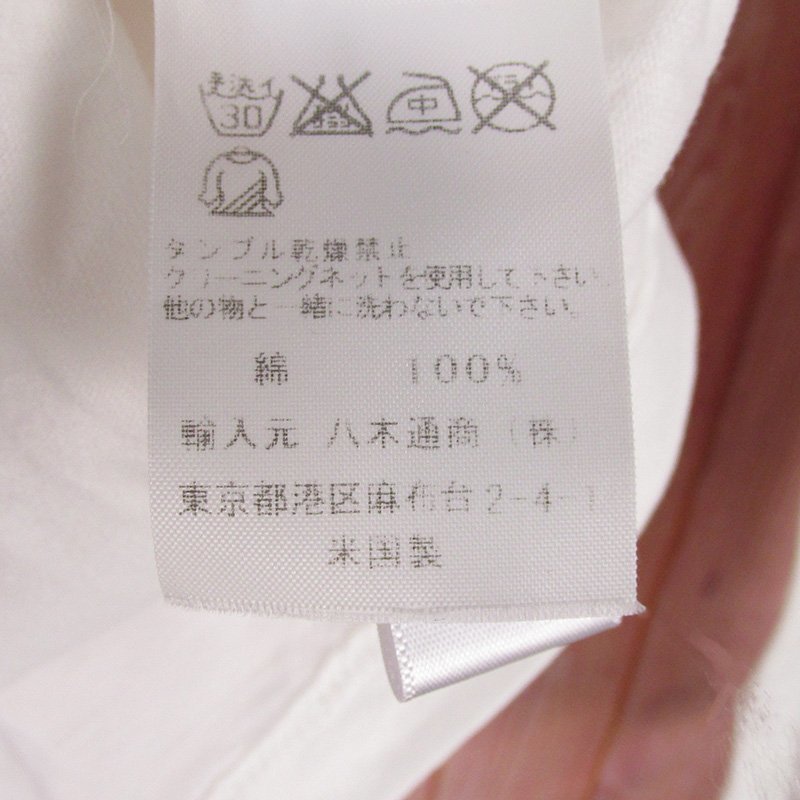 手洗イ
30
中
タンブル乾燥禁止
クリーニングネットを使用して下さい。
他の物と一緒に洗わないで下さい。
綿 100%
輸入元 八木通商（株）
東京都港区麻布台2-4-1
米国製